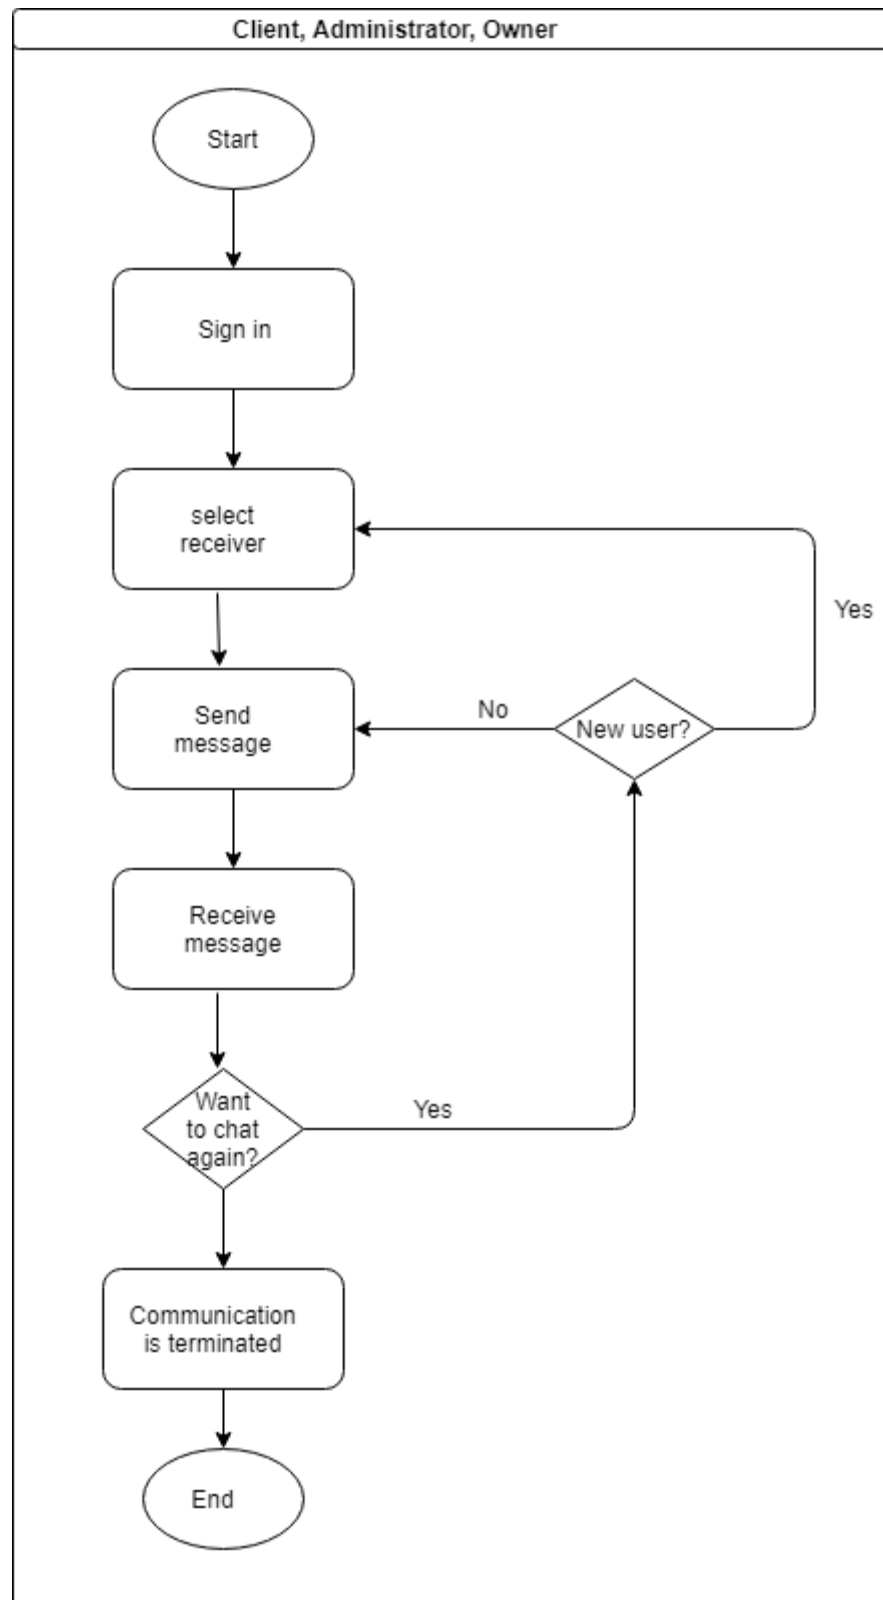 Client, Administrator, Owner
Start
Sign in
select
receiver
Yes
Send
message
No
New user?
Receive
message
Want
to chat
again?
Yes
Communication
is terminated
End